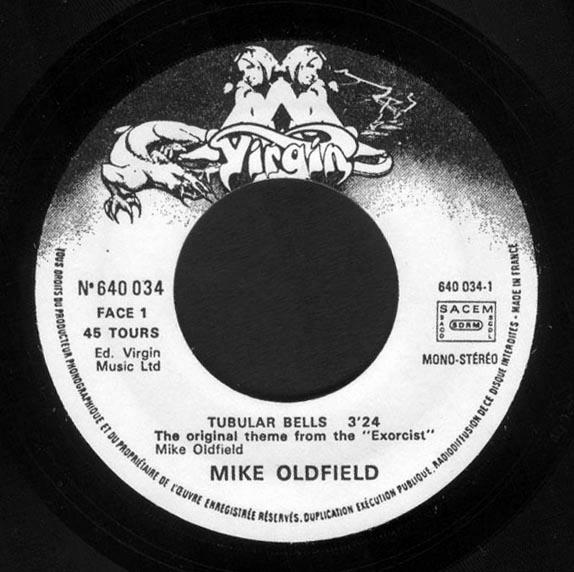 Virgin
N° 640 034
FACE 1
45 TOURS
Ed. Virgin
Music Ltd
640 034-1
SACEM
SACD
SDRM
SGDL
MONO-STÉRÉO
TUBULAR BELLS 3'24
The original theme from the "Exorcist"
Mike Oldfield
MIKE OLDFIELD
TOUS DROITS DU PRODUCTEUR PHONOGRAPHIQUE ET DU PROPRIÉTAIRE DE L'ŒUVRE ENREGISTRÉE RÉSERVÉS. DUPLICATION EXÉCUTION PUBLIQUE, RADIODIFFUSION DE CE DISQUE INTERDITES - MADE IN FRANCE